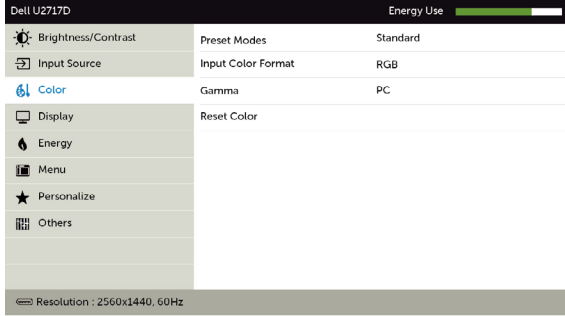 Dell U2717D Energy Use
Brightness/Contrast
Input Source
Color
Display
Energy
Menu
Personalize
Others
Preset Modes Standard
Input Color Format RGB
Gamma PC
Reset Color
Resolution : 2560x1440, 60Hz